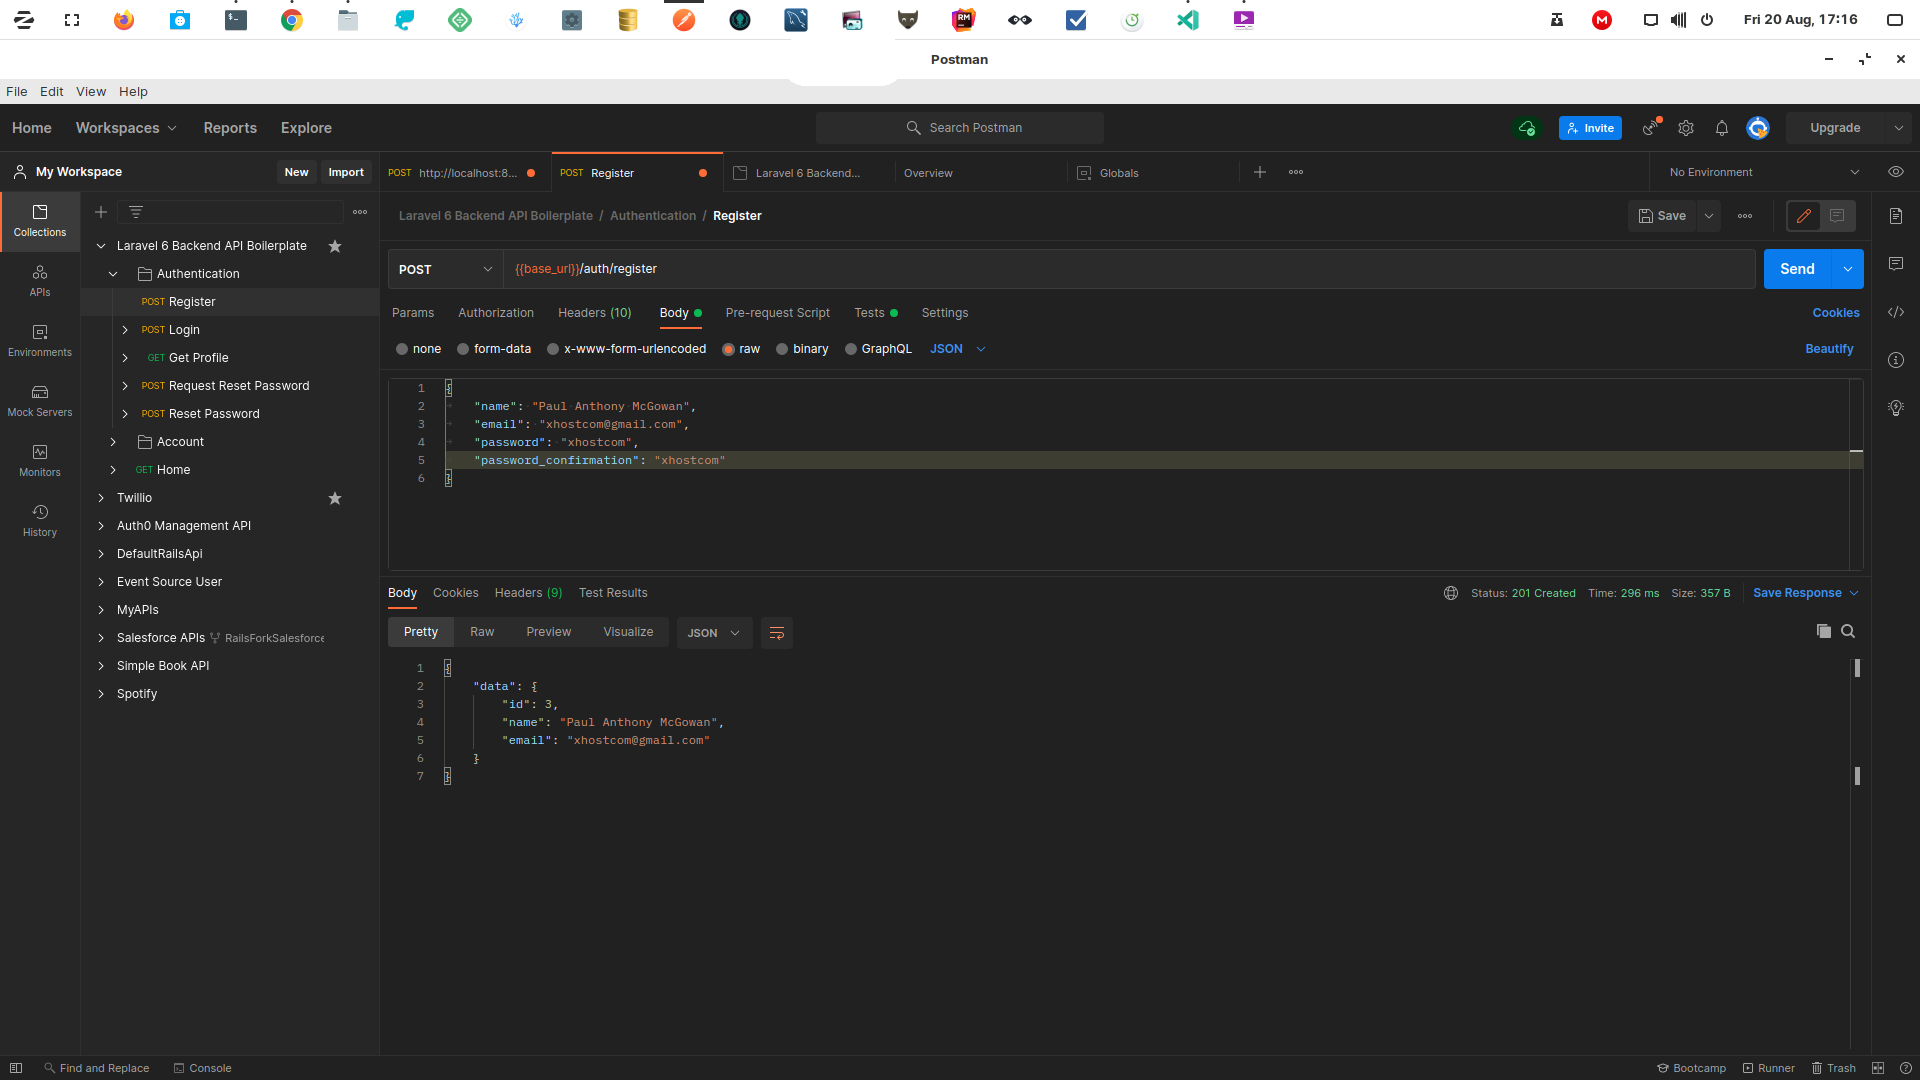 Fri 20 Aug, 17:16
Postman
File Edit View Help
Home Workspaces Reports Explore Search Postman Invite Upgrade
My Workspace New Import POST http://localhost:8... POST Register Laravel 6 Backend... Overview Globals No Environment
Laravel 6 Backend API Boilerplate / Authentication / Register Save
Collections
APIs
Environments
Mock Servers
Monitors
History
Laravel 6 Backend API Boilerplate
Authentication
POST Register
POST Login
GET Get Profile
POST Request Reset Password
POST Reset Password
Account
GET Home
Twillio
Auth0 Management API
DefaultRailsApi
Event Source User
MyAPIs
Salesforce APIs RailsForkSalesforce
Simple Book API
Spotify
POST {{base_url}}/auth/register Send
Params Authorization Headers (10) Body Pre-request Script Tests Settings Cookies
none form-data x-www-form-urlencoded raw binary GraphQL JSON Beautify
1 {
2 "name": "Paul Anthony McGowan",
3 "email": "xhostcom@gmail.com",
4 "password": "xhostcom",
5 "password_confirmation": "xhostcom"
6 }
Body Cookies Headers (9) Test Results Status: 201 Created Time: 296 ms Size: 357 B Save Response
Pretty Raw Preview Visualize JSON
1 {
2 "data": {
3 "id": 3,
4 "name": "Paul Anthony McGowan",
5 "email": "xhostcom@gmail.com"
6 }
7 }
Find and Replace Console Bootcamp Runner Trash